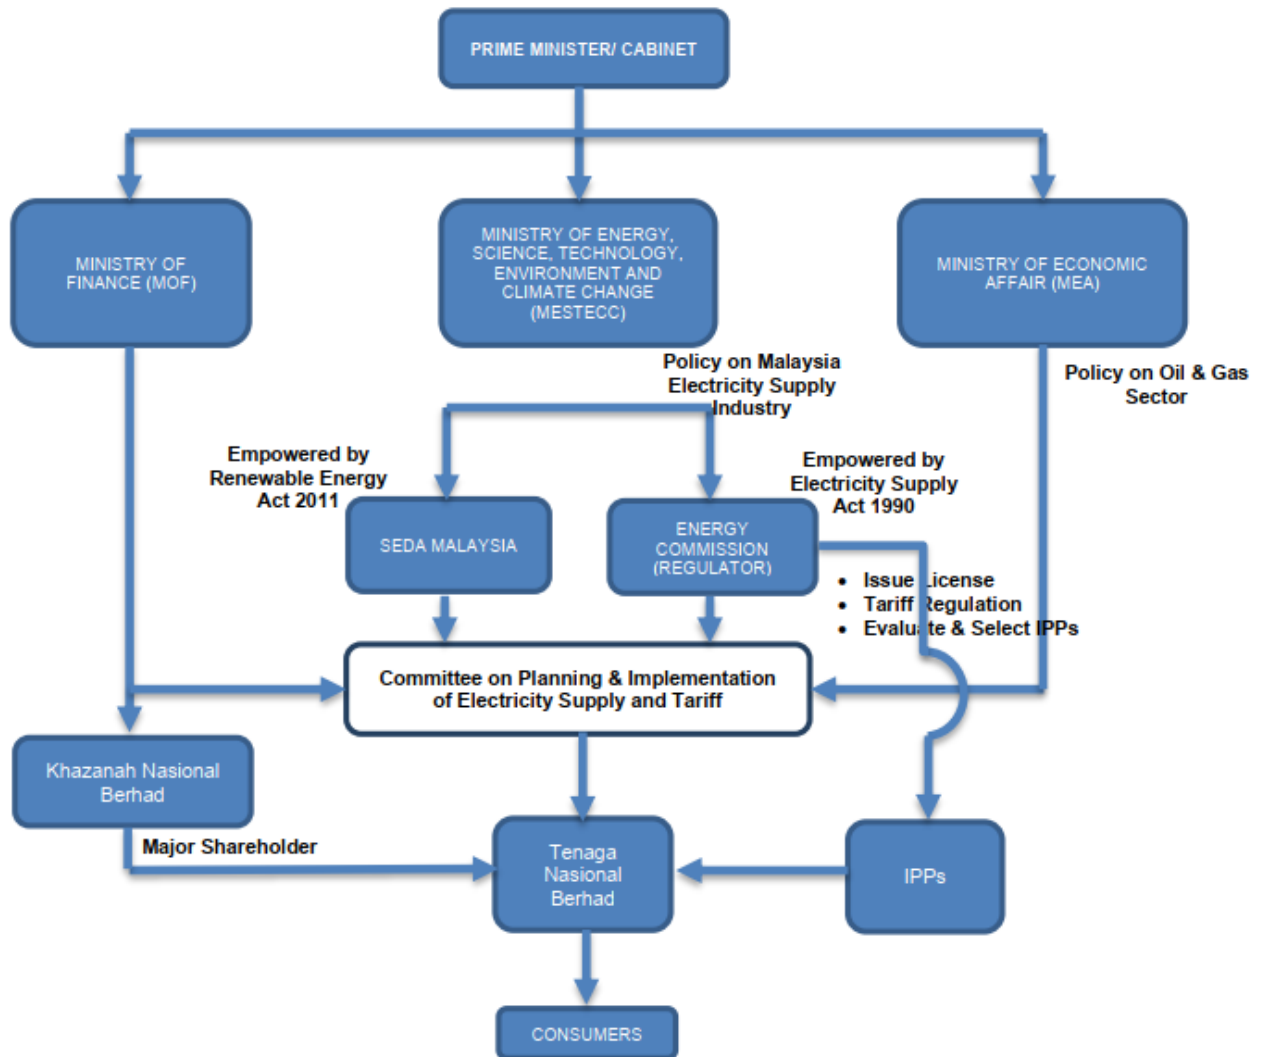 PRIME MINISTER/ CABINET
MINISTRY OF
FINANCE (MOF)
MINISTRY OF ENERGY,
SCIENCE, TECHNOLOGY,
ENVIRONMENT AND
CLIMATE CHANGE
(MESTECC)
MINISTRY OF ECONOMIC
AFFAIR (MEA)
Policy on Malaysia
Electricity Supply
Industry
Policy on Oil & Gas
Sector
Empowered by
Renewable Energy
Act 2011
Empowered by
Electricity Supply
Act 1990
SEDA MALAYSIA
ENERGY
COMMISSION
(REGULATOR)
• Issue License
• Tariff Regulation
• Evaluate & Select IPPs
Committee on Planning & Implementation
of Electricity Supply and Tariff
Khazanah Nasional
Berhad
Major Shareholder
Tenaga
Nasional
Berhad
IPPs
CONSUMERS